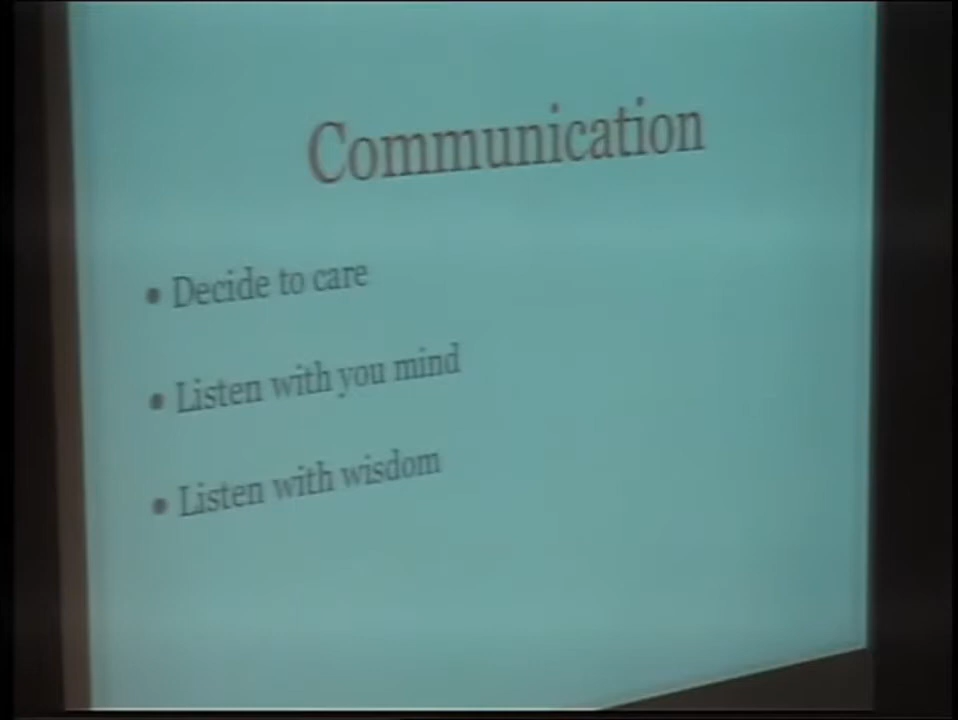 Communication
• Decide to care
• Listen with you mind
• Listen with wisdom